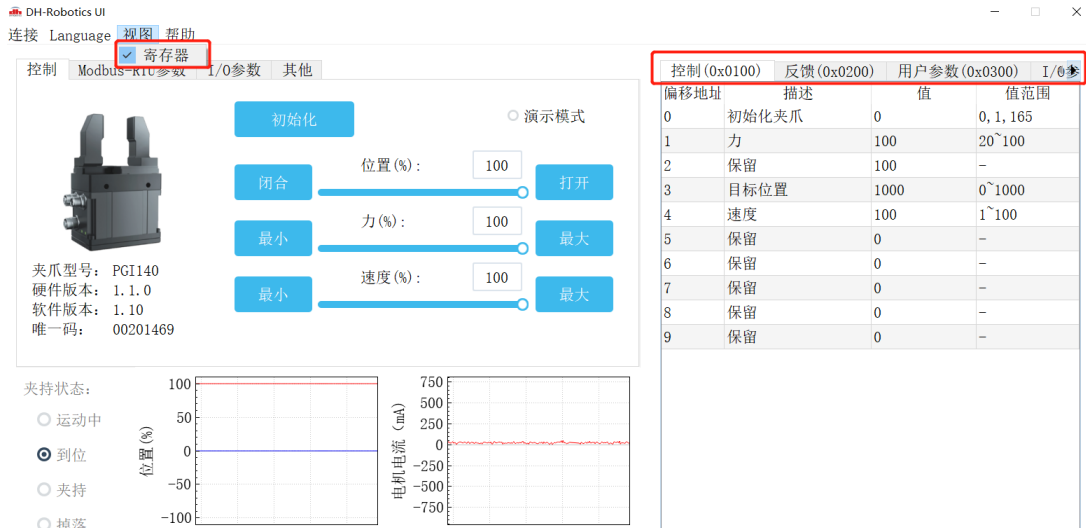 DH-Robotics UI
连接 Language 视图 帮助
寄存器
控制 Modbus-RTU参数 I/O参数 其他
初始化
演示模式
位置(%): 100
闭合 打开
力(%): 100
最小 最大
速度(%): 100
最小 最大
夹爪型号: PGI140
硬件版本: 1.1.0
软件版本: 1.10
唯一码: 00201469
夹持状态:
运动中
到位
夹持
掉落
位置(%)
100
50
0
-50
-100
电机电流 (mA)
750
500
250
0
-250
-500
-750
控制(0x0100) 反馈(0x0200) 用户参数(0x0300)
偏移地址 描述 值 值范围
0 初始化夹爪 0 0,1,165
1 力 100 20~100
2 保留 100 -
3 目标位置 1000 0~1000
4 速度 100 1~100
5 保留 0 -
6 保留 0 -
7 保留 0 -
8 保留 0 -
9 保留 0 -